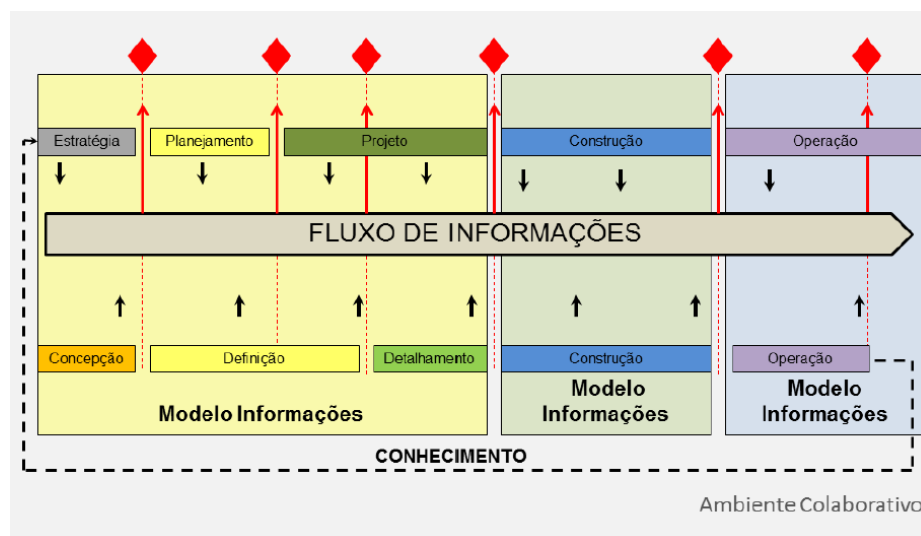 Estratégia
Planejamento
Projeto
Construção
Operação
FLUXO DE INFORMAÇÕES
Concepção
Definição
Detalhamento
Construção
Operação
Modelo Informações
Modelo
Informações
Modelo
Informações
CONHECIMENTO
Ambiente Colaborativo